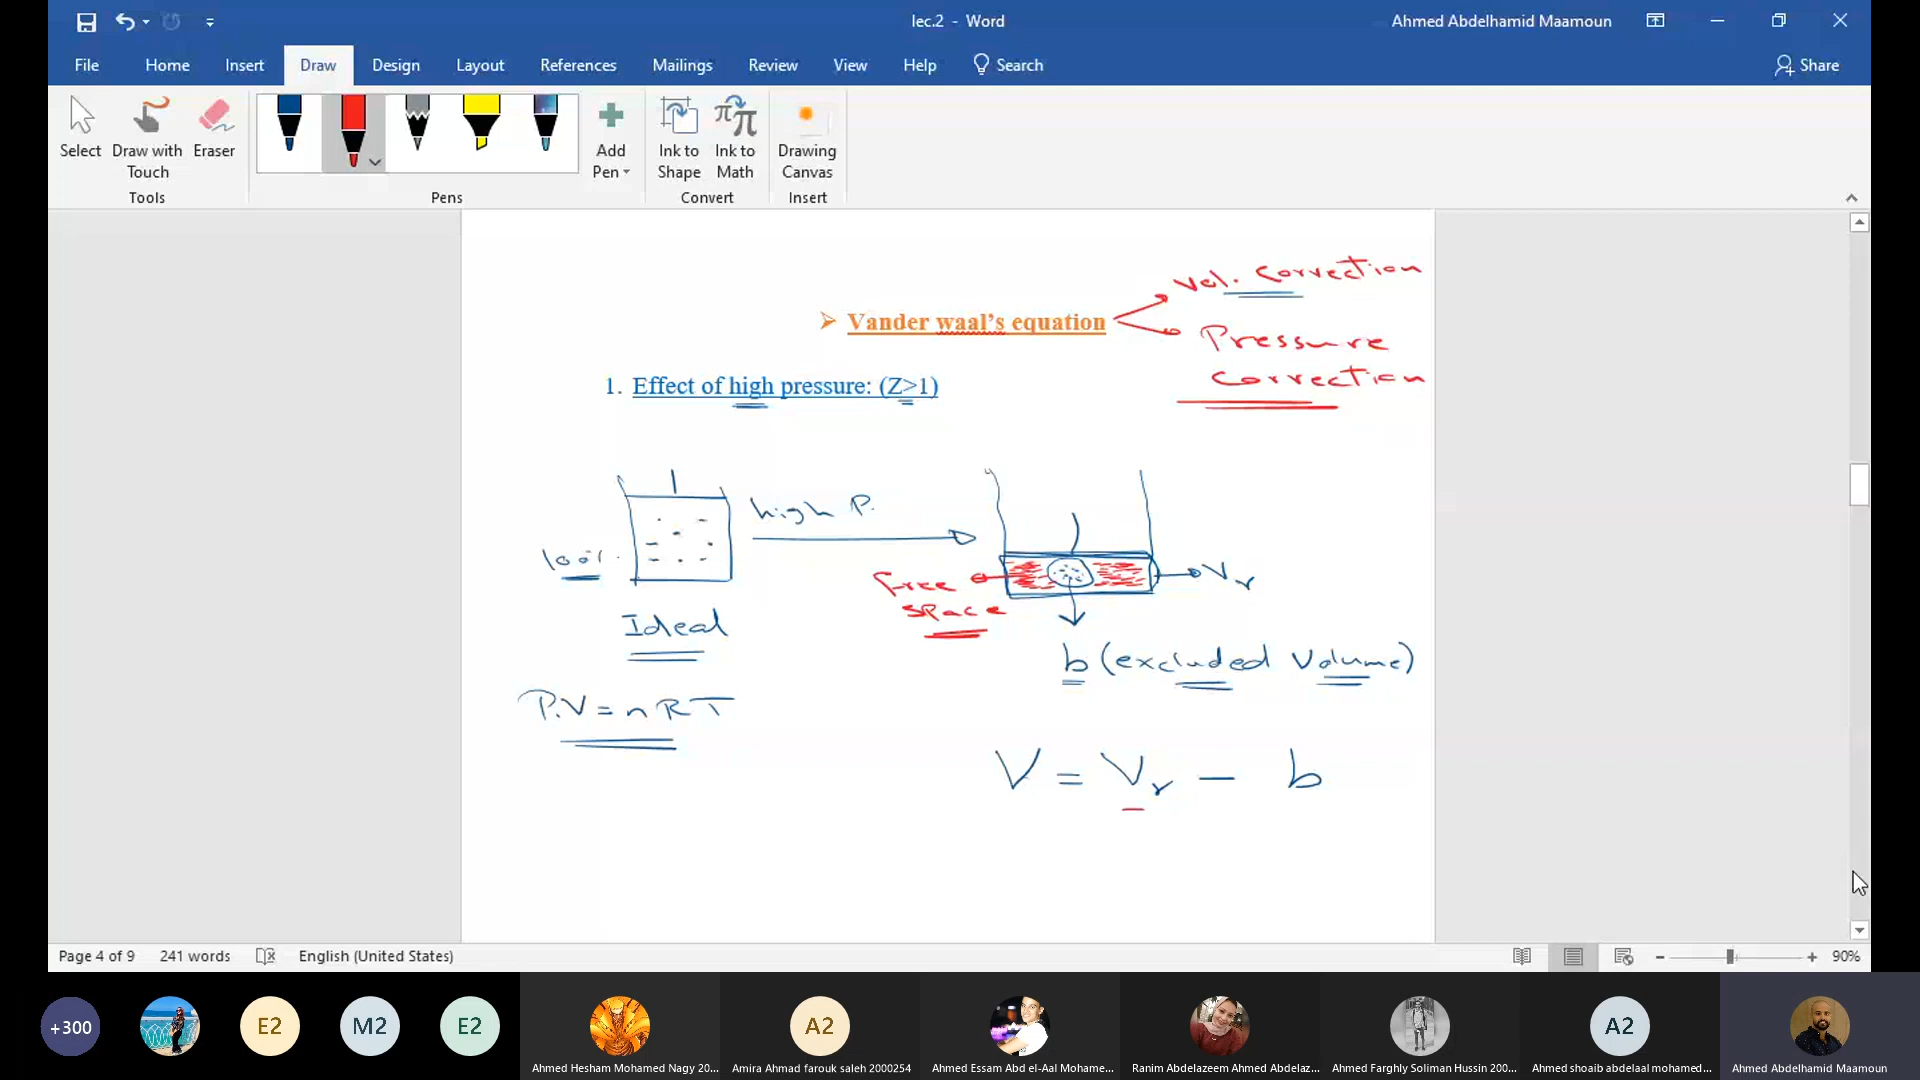 lec.2 - Word
Ahmed Abdelhamid Maamoun
File Home Insert Draw Design Layout References Mailings Review View Help Search Share
Select
Draw with Touch
Eraser
Add Pen
Ink to Shape
Ink to Math
Drawing Canvas
Tools Pens Convert Insert
Vol. Correction
➢ Vander waal's equation
Pressure
Correction
1. Effect of high pressure: (Z>1)
high P.
100%
Free
Space
Vr
Ideal
b (excluded Volume)
P.V = nRT
V = Vr - b
Page 4 of 9 241 words English (United States) 90%
+300 E2 M2 E2 A2 A2
Ahmed Hesham Mohamed Nagy 20...
Amira Ahmad farouk saleh 2000254
Ahmed Essam Abd el-Aal Mohame...
Ranim Abdelazeem Ahmed Abdelaz...
Ahmed Farghly Soliman Hussin 200...
Ahmed shoaib abdelaal mohamed...
Ahmed Abdelhamid Maamoun